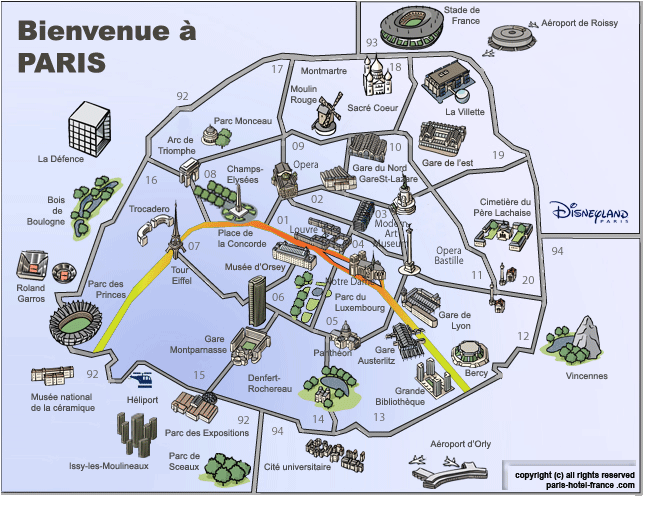 Bienvenue à
PARIS
Stade de
France
Aéroport de Roissy
93
17
Montmartre
18
92
Moulin
Rouge
Sacré Coeur
La Villette
Parc Monceau
La Défence
Arc de
Triomphe
09
Opera
10
Gare du Nord
GareSt-Lazare
Gare de l'est
19
16
08
Champs-
Elysées
02
Bois
de
Boulogne
Trocadero
Place de
la Concorde
01
Louvre
03
Modern
Art
Museum
Cimetière du
Père Lachaise
DISNEYLAND
PARIS
07
Tour
Eiffel
Musée d'Orsey
04
Notre Dame
Opera
Bastille
94
Roland
Garros
Parc des
Princes
06
Parc du
Luxembourg
11
20
Gare de
Lyon
05
Gare
Montparnasse
Panthéon
Gare
Austerlitz
12
Bercy
Vincennes
92
15
Denfert-
Rochereau
Grande
Bibliothèque
Musée national
de la céramique
Héliport
Parc des Expositions
92
14
13
94
Issy-les-Moulineaux
Parc de
Sceaux
Cité universitaire
Aéroport d'Orly
copyright (c) all rights reserved
paris-hotel-france .com